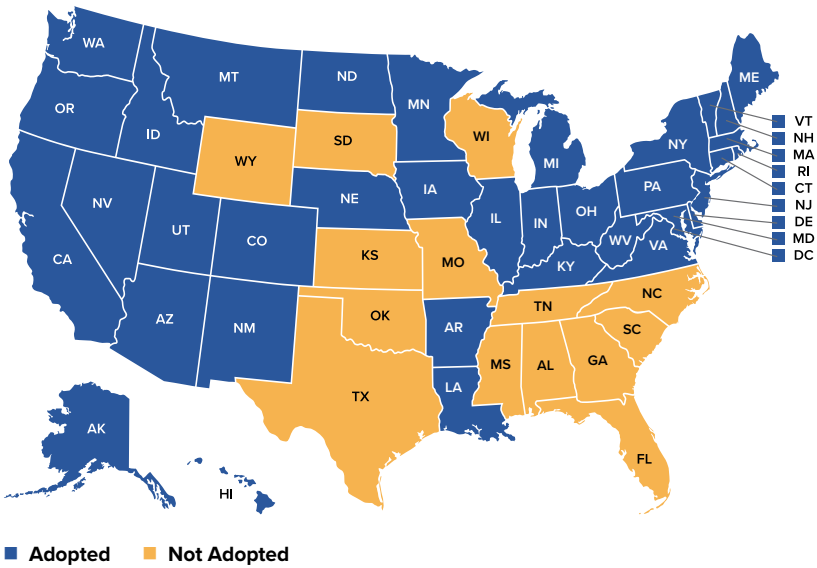 WA
MT
ND
MN
ME
OR
ID
WY
SD
WI
MI
NY
VT
NH
MA
RI
CT
NJ
DE
MD
DC
NV
UT
CO
NE
IA
IL
IN
OH
PA
WV
VA
CA
KS
MO
KY
AZ
NM
OK
AR
TN
NC
SC
TX
LA
MS
AL
GA
FL
AK
HI
Adopted
Not Adopted